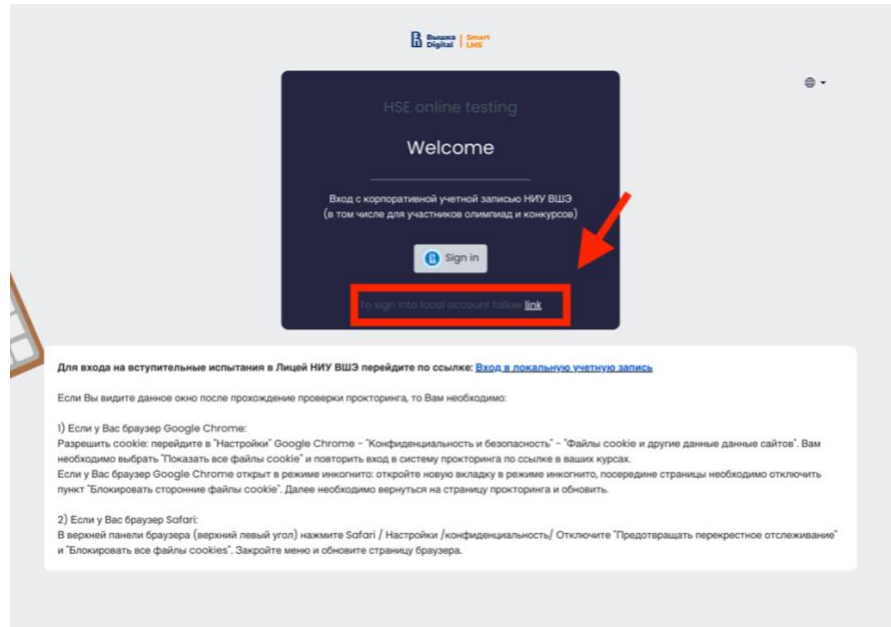 Вышка | Smart
Digital | LMS
HSE online testing
Welcome
Вход с корпоративной учетной записью НИУ ВШЭ
(в том числе для участников олимпиад и конкурсов)
Sign in
To sign into local account follow link
Для входа на вступительные испытания в Лицей НИУ ВШЭ перейдите по ссылке: Вход в локальную учетную запись
Если Вы видите данное окно после прохождение проверки прокторинга, то Вам необходимо:
1) Если у Вас браузер Google Chrome:
Разрешить cookie: перейдите в "Настройки" Google Chrome - "Конфиденциальность и безопасность" - "Файлы cookie и другие данные данные сайтов". Вам
необходимо выбрать "Показать все файлы cookie" и повторить вход в систему прокторинга по ссылке в ваших курсах.
Если у Вас браузер Google Chrome открыт в режиме инкогнито: откройте новую вкладку в режиме инкогнито, посередине страницы необходимо отключить
пункт "Блокировать сторонние файлы cookie". Далее необходимо вернуться на страницу прокторинга и обновить.
2) Если у Вас браузер Safari:
В верхней панели браузера (верхний левый угол) нажмите Safari / Настройки /конфиденциальность/ Отключите "Предотвращать перекрестное отслеживание"
и "Блокировать все файлы cookies". Закройте меню и обновите страницу браузера.